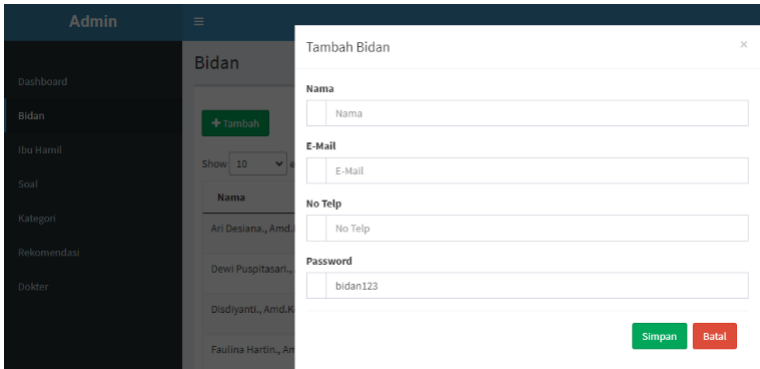 Admin
Dashboard
Bidan
Ibu Hamil
Soal
Kategori
Rekomendasi
Dokter
Bidan
+ Tambah
Show 10
Nama
Ari Desiana., Amd.
Dewi Puspitasari.,
Disdiyanti., Amd.K
Faulina Hartin., Am
Tambah Bidan
×
Nama
Nama
E-Mail
E-Mail
No Telp
No Telp
Password
bidan123
Simpan
Batal